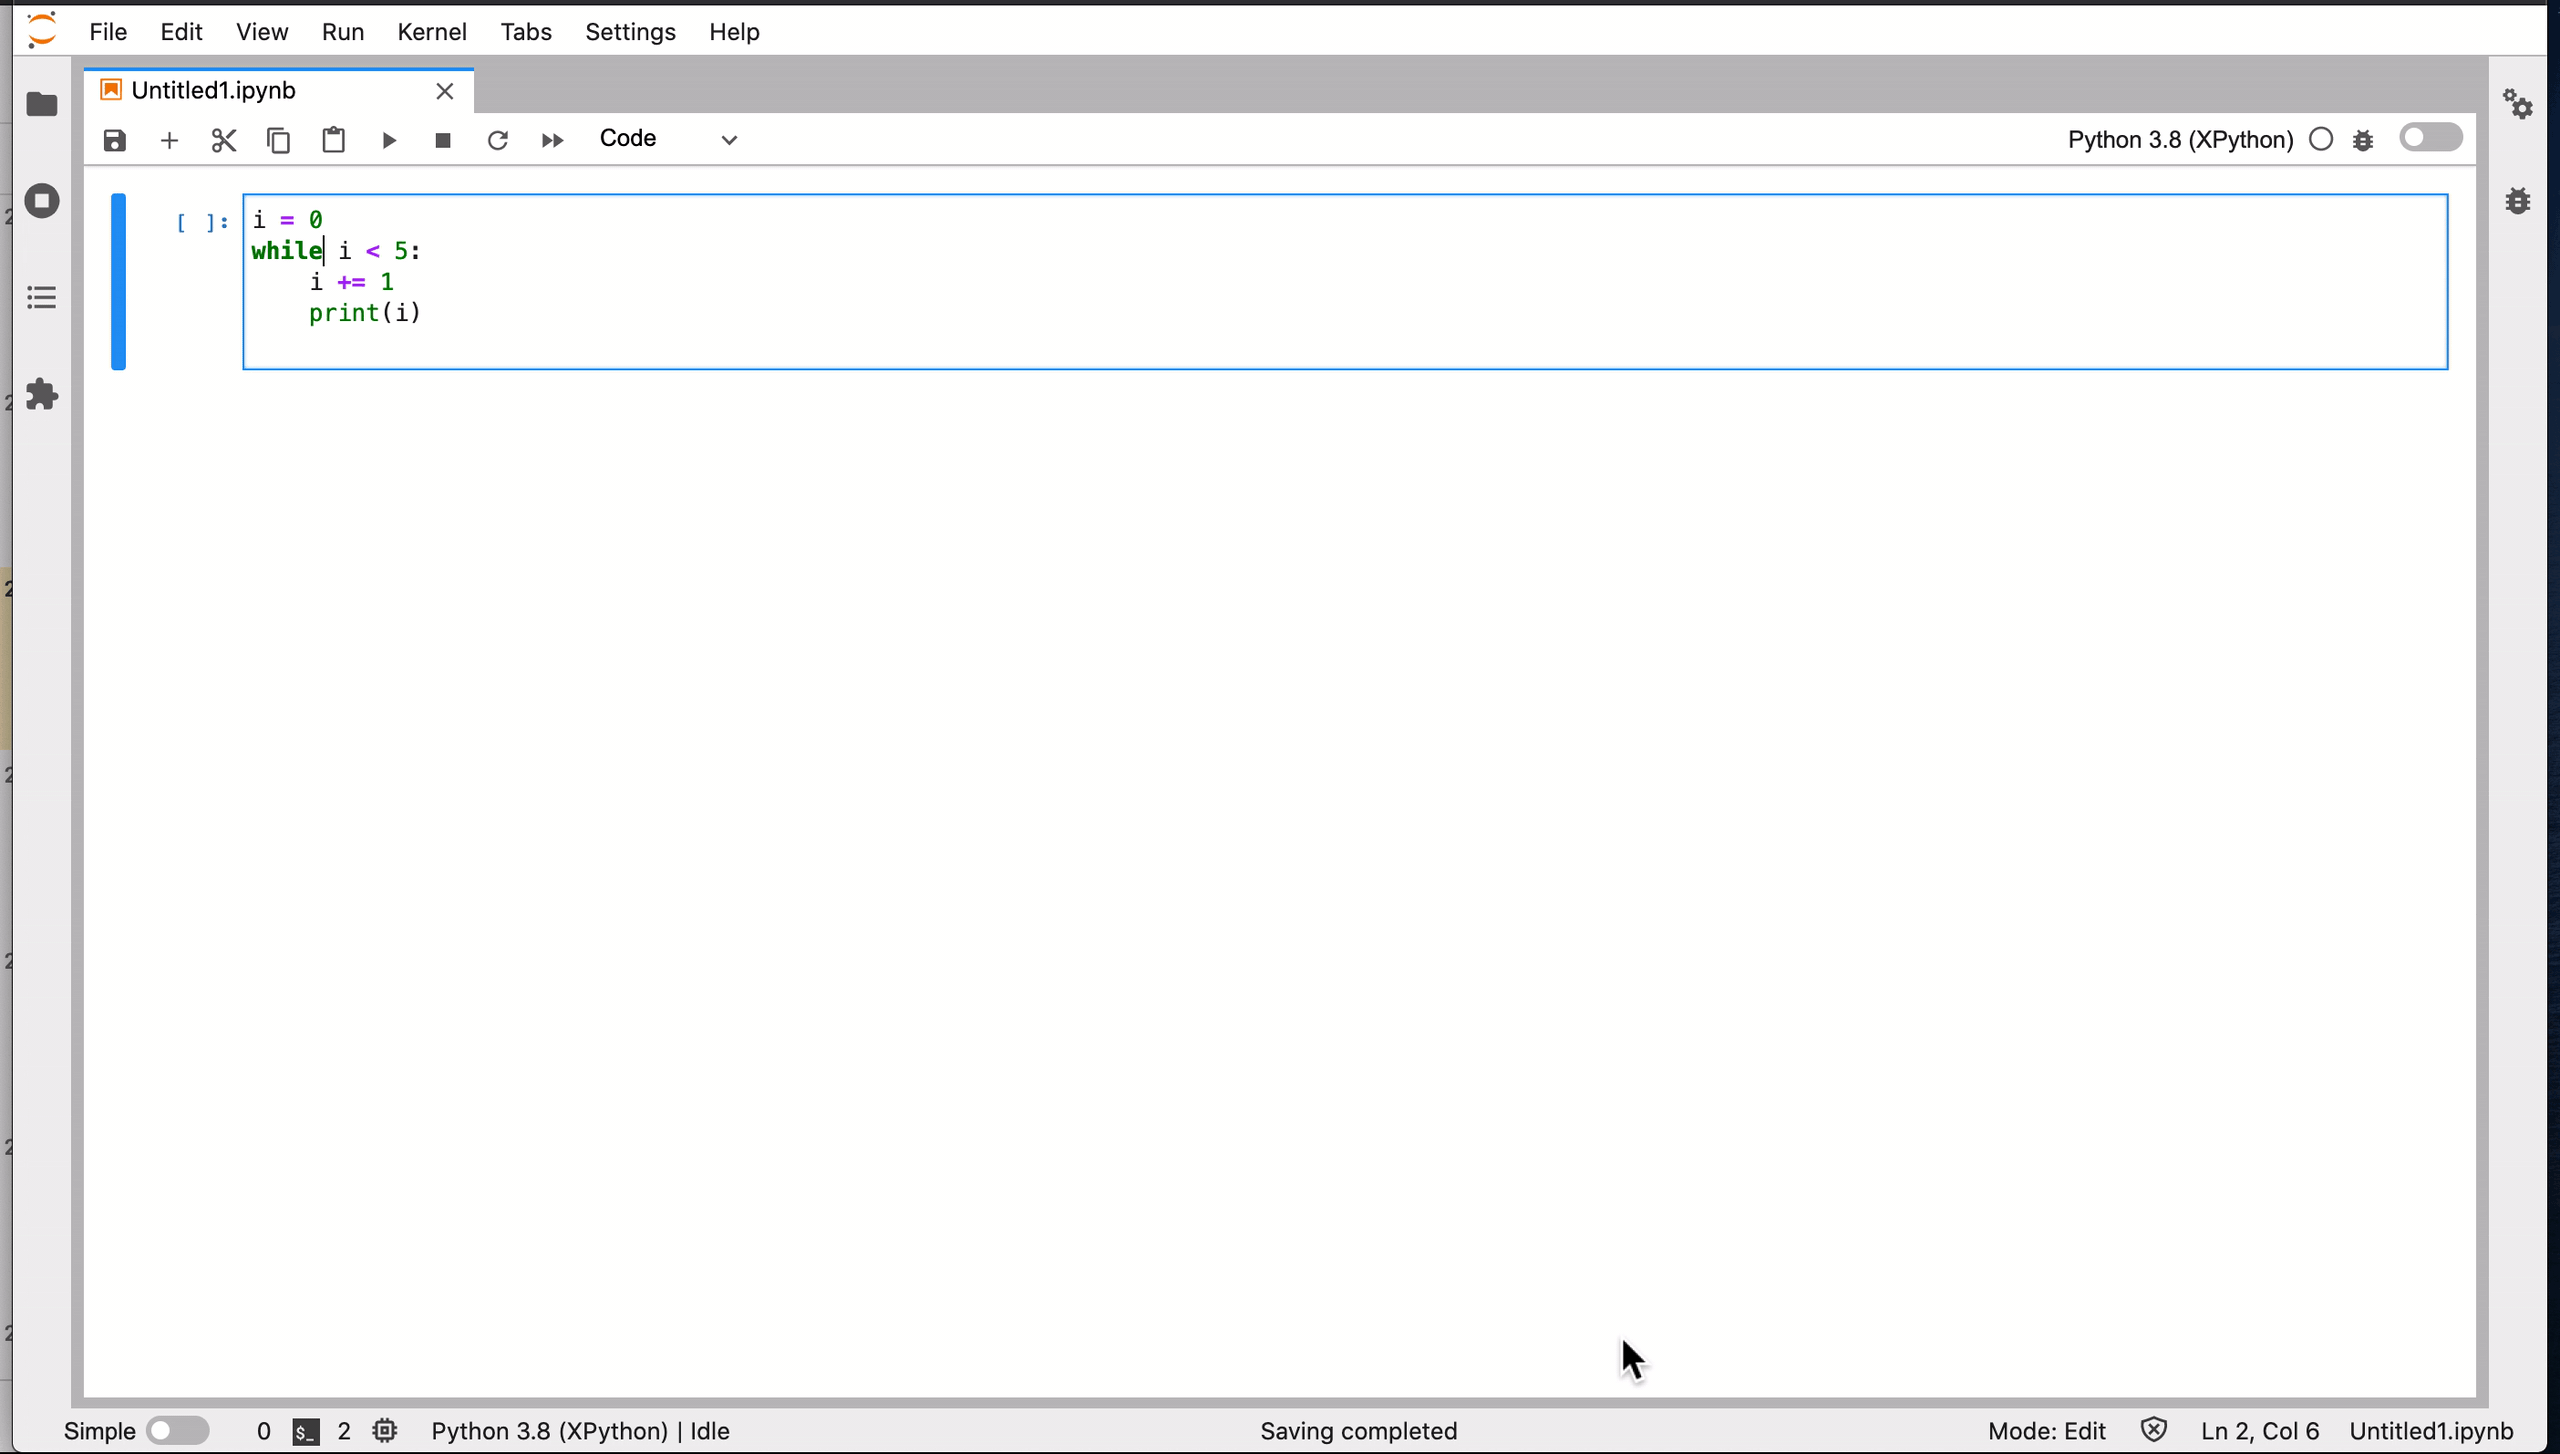 File Edit View Run Kernel Tabs Settings Help
Untitled1.ipynb
Code
Python 3.8 (XPython)
[ ]:
i = 0
while i < 5:
    i += 1
    print(i)
Simple 0 $_ 2 Python 3.8 (XPython) | Idle Saving completed Mode: Edit Ln 2, Col 6 Untitled1.ipynb